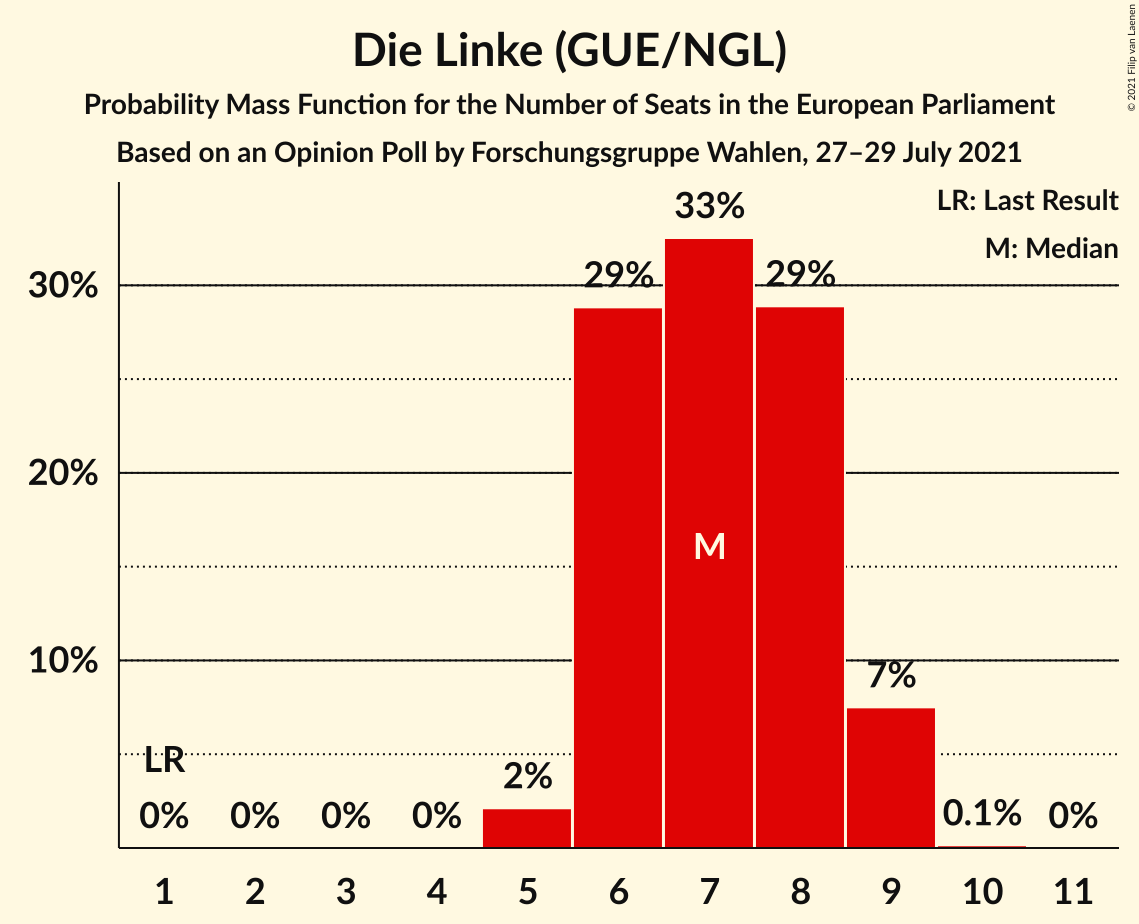 Die Linke (GUE/NGL)
Probability Mass Function for the Number of Seats in the European Parliament
Based on an Opinion Poll by Forschungsgruppe Wahlen, 27–29 July 2021
© 2021 Filip van Laenen
LR: Last Result
M: Median
33%
29%
29%
30%
20%
M
10%
7%
LR
2%
0%
0%
0%
0%
0.1%
0%
1 2 3 4 5 6 7 8 9 10 11